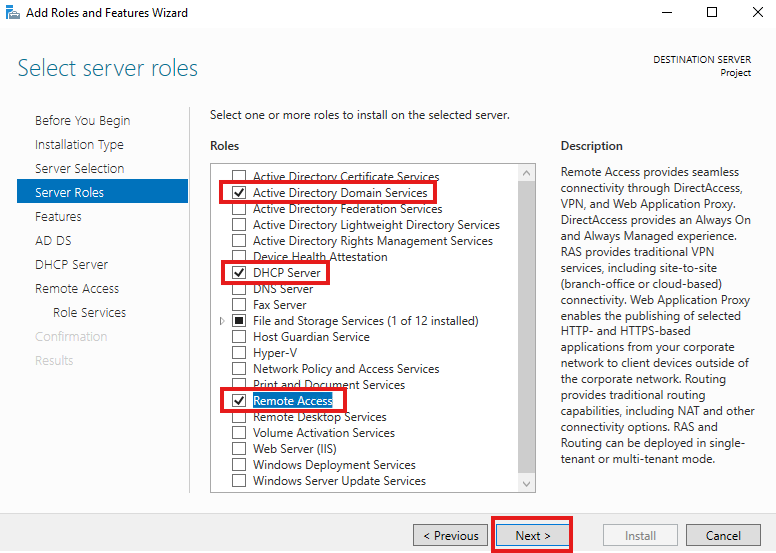 Add Roles and Features Wizard
Select server roles
DESTINATION SERVER
Project
Before You Begin
Installation Type
Server Selection
Server Roles
Features
AD DS
DHCP Server
Remote Access
Role Services
Confirmation
Results
Select one or more roles to install on the selected server.
Roles
Active Directory Certificate Services
Active Directory Domain Services
Active Directory Federation Services
Active Directory Lightweight Directory Services
Active Directory Rights Management Services
Device Health Attestation
DHCP Server
DNS Server
Fax Server
File and Storage Services (1 of 12 installed)
Host Guardian Service
Hyper-V
Network Policy and Access Services
Print and Document Services
Remote Access
Remote Desktop Services
Volume Activation Services
Web Server (IIS)
Windows Deployment Services
Windows Server Update Services
Description
Remote Access provides seamless
connectivity through DirectAccess,
VPN, and Web Application Proxy.
DirectAccess provides an Always On
and Always Managed experience.
RAS provides traditional VPN
services, including site-to-site
(branch-office or cloud-based)
connectivity. Web Application Proxy
enables the publishing of selected
HTTP- and HTTPS-based
applications from your corporate
network to client devices outside of
the corporate network. Routing
provides traditional routing
capabilities, including NAT and other
connectivity options. RAS and
Routing can be deployed in single-
tenant or multi-tenant mode.
< Previous
Next >
Install
Cancel